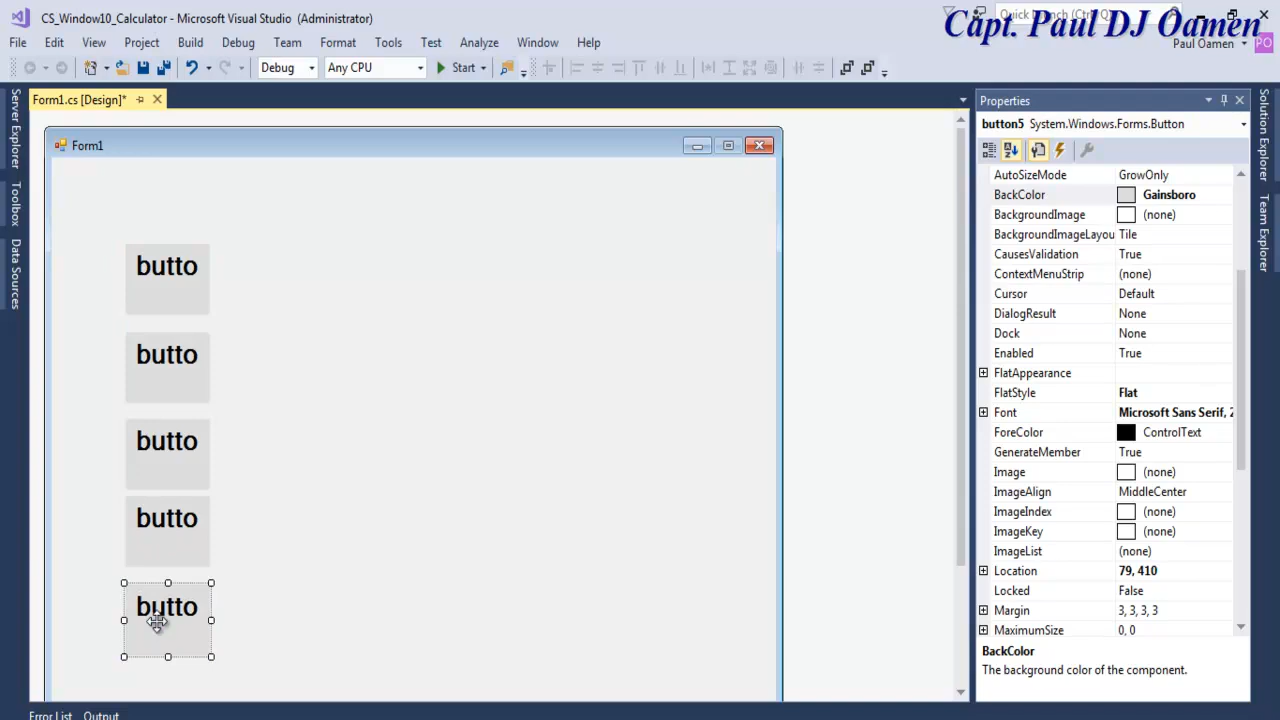 CS_Window10_Calculator - Microsoft Visual Studio (Administrator)
Capt. Paul DJ Oamen
File Edit View Project Build Debug Team Format Tools Test Analyze Window Help
Paul Oamen PO
Debug Any CPU Start
Form1.cs [Design]*
Server Explorer
Toolbox
Data Sources
Form1
butto
butto
butto
butto
butto
Properties
button5 System.Windows.Forms.Button
AutoSizeMode GrowOnly
BackColor Gainsboro
BackgroundImage (none)
BackgroundImageLayou Tile
CausesValidation True
ContextMenuStrip (none)
Cursor Default
DialogResult None
Dock None
Enabled True
FlatAppearance
FlatStyle Flat
Font Microsoft Sans Serif, 2
ForeColor ControlText
GenerateMember True
Image (none)
ImageAlign MiddleCenter
ImageIndex (none)
ImageKey (none)
ImageList (none)
Location 79, 410
Locked False
Margin 3, 3, 3, 3
MaximumSize 0, 0
BackColor
The background color of the component.
Solution Explorer
Team Explorer
Error List Output